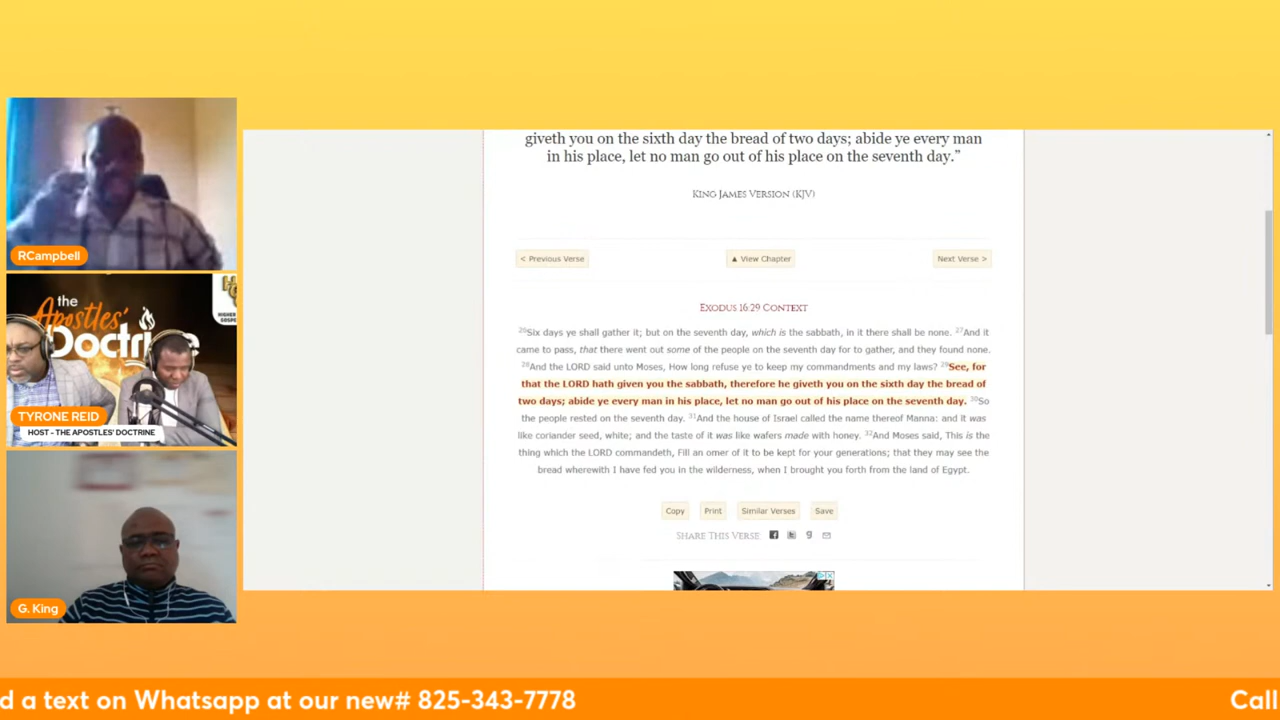 RCampbell
the
Apostles'
Doctrine
HIGHER
GOSPEL
TYRONE REID
HOST - THE APOSTLES' DOCTRINE
G. King
giveth you on the sixth day the bread of two days; abide ye every man
in his place, let no man go out of his place on the seventh day.”
King James Version (KJV)
< Previous Verse
▲ View Chapter
Next Verse >
Exodus 16:29 Context
26Six days ye shall gather it; but on the seventh day, which is the sabbath, in it there shall be none. 27And it
came to pass, that there went out some of the people on the seventh day for to gather, and they found none.
28And the LORD said unto Moses, How long refuse ye to keep my commandments and my laws? 29See, for
that the LORD hath given you the sabbath, therefore he giveth you on the sixth day the bread of
two days; abide ye every man in his place, let no man go out of his place on the seventh day. 30So
the people rested on the seventh day. 31And the house of Israel called the name thereof Manna: and it was
like coriander seed, white; and the taste of it was like wafers made with honey. 32And Moses said, This is the
thing which the LORD commandeth, Fill an omer of it to be kept for your generations; that they may see the
bread wherewith I have fed you in the wilderness, when I brought you forth from the land of Egypt.
Copy
Print
Similar Verses
Save
Share This Verse
d a text on Whatsapp at our new# 825-343-7778
Call